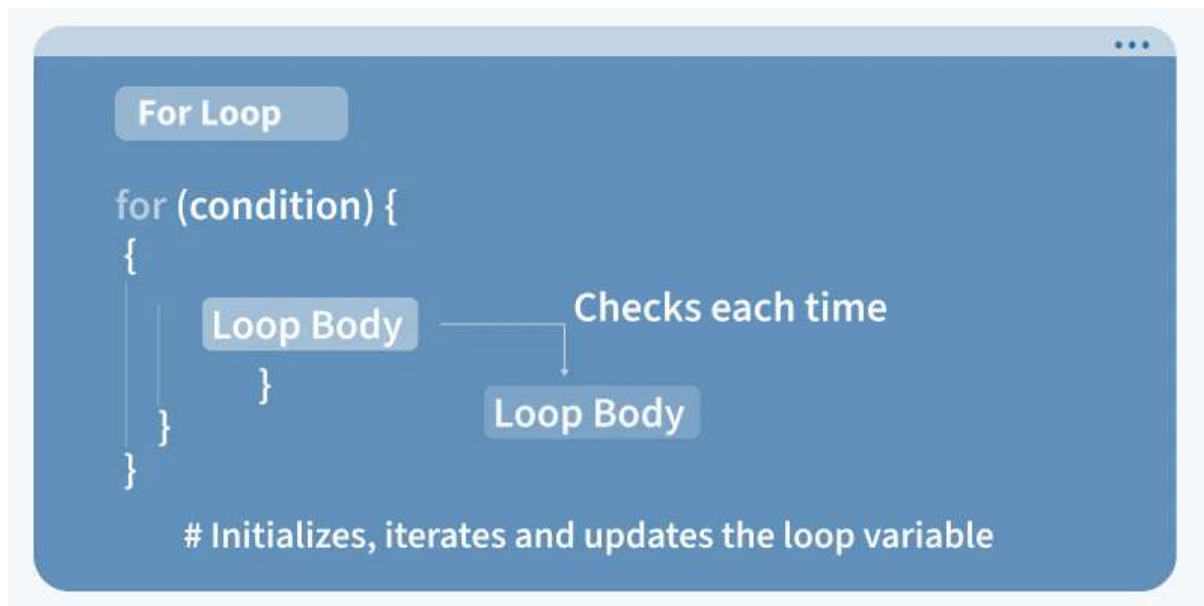 For Loop
for (condition) {
{
Checks each time
Loop Body
}
Loop Body
}
}
# Initializes, iterates and updates the loop variable